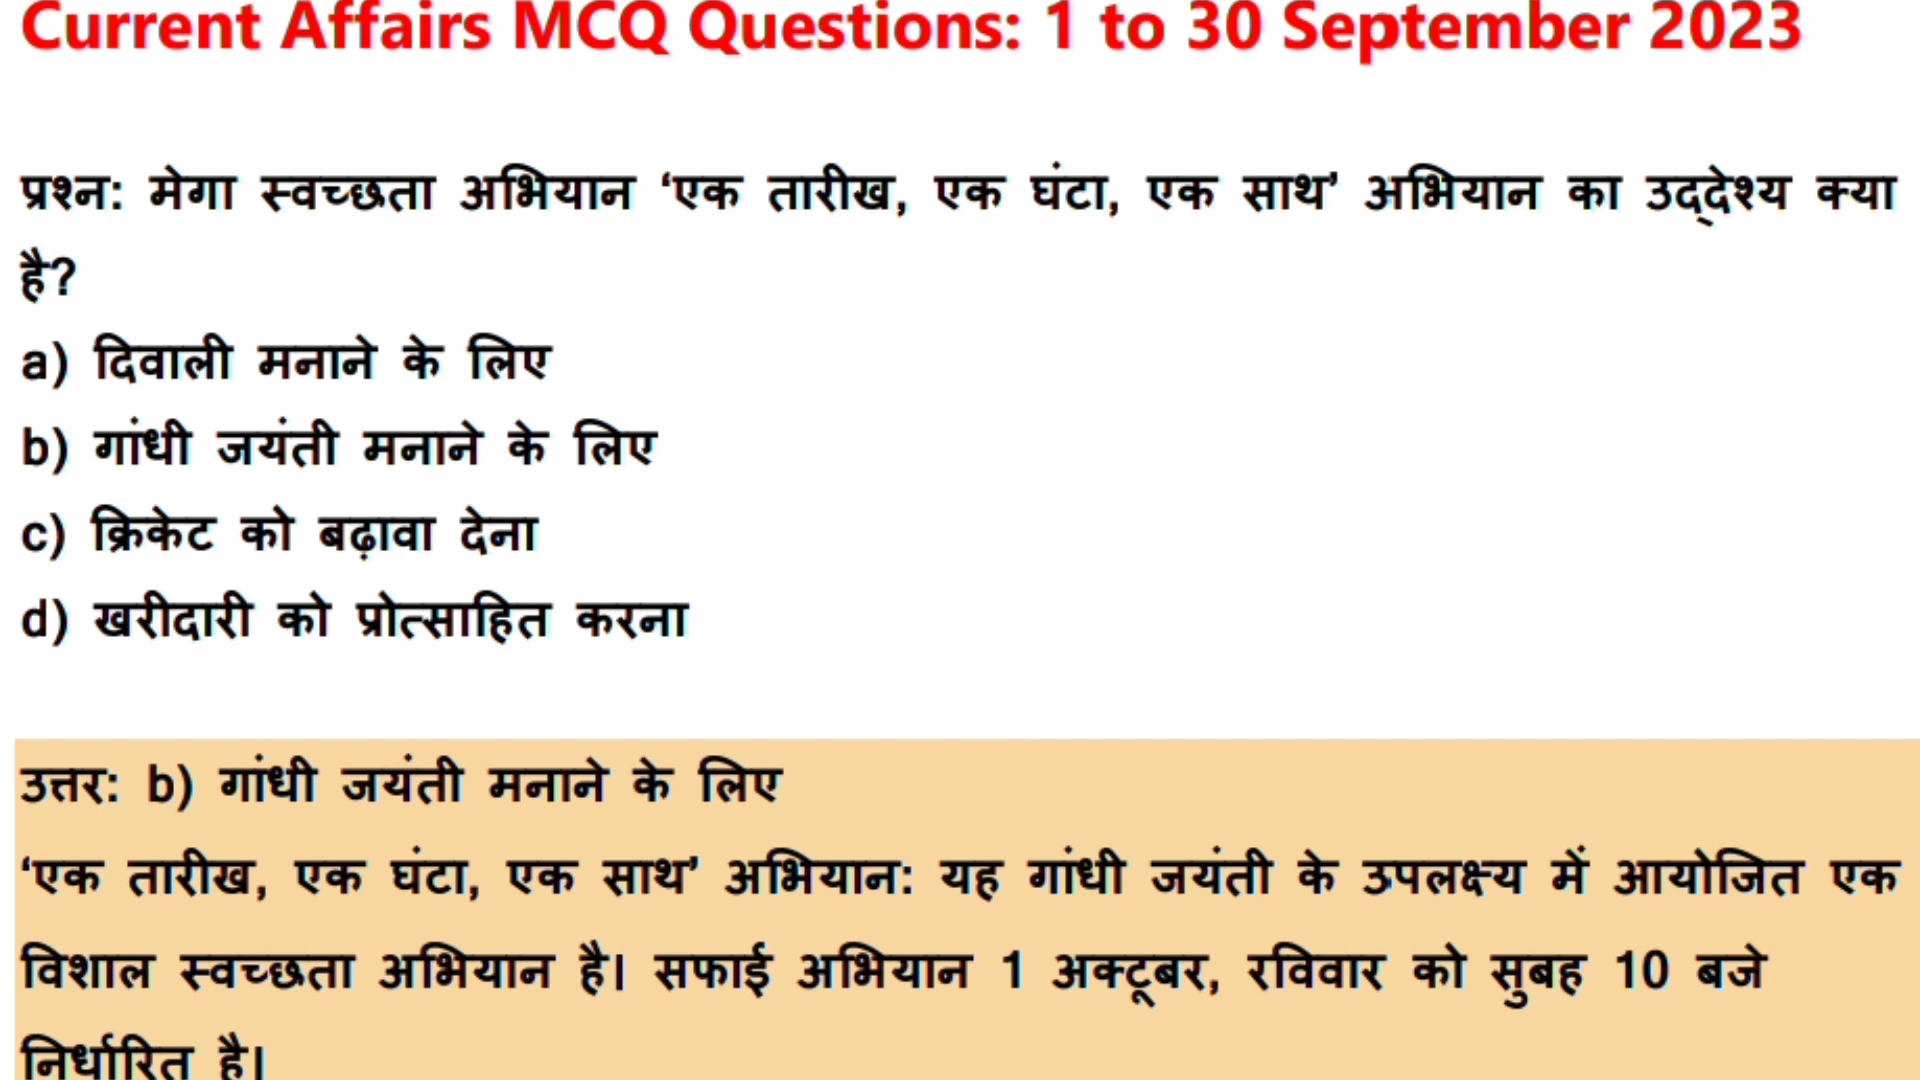 Current Affairs MCQ Questions: 1 to 30 September 2023
प्रश्न: मेगा स्वच्छता अभियान ‘एक तारीख, एक घंटा, एक साथ’ अभियान का उद्देश्य क्या
है?
a) दिवाली मनाने के लिए
b) गांधी जयंती मनाने के लिए
c) क्रिकेट को बढ़ावा देना
d) खरीदारी को प्रोत्साहित करना
उत्तर: b) गांधी जयंती मनाने के लिए
‘एक तारीख, एक घंटा, एक साथ’ अभियान: यह गांधी जयंती के उपलक्ष्य में आयोजित एक
विशाल स्वच्छता अभियान है। सफाई अभियान 1 अक्टूबर, रविवार को सुबह 10 बजे
निर्धारित है।